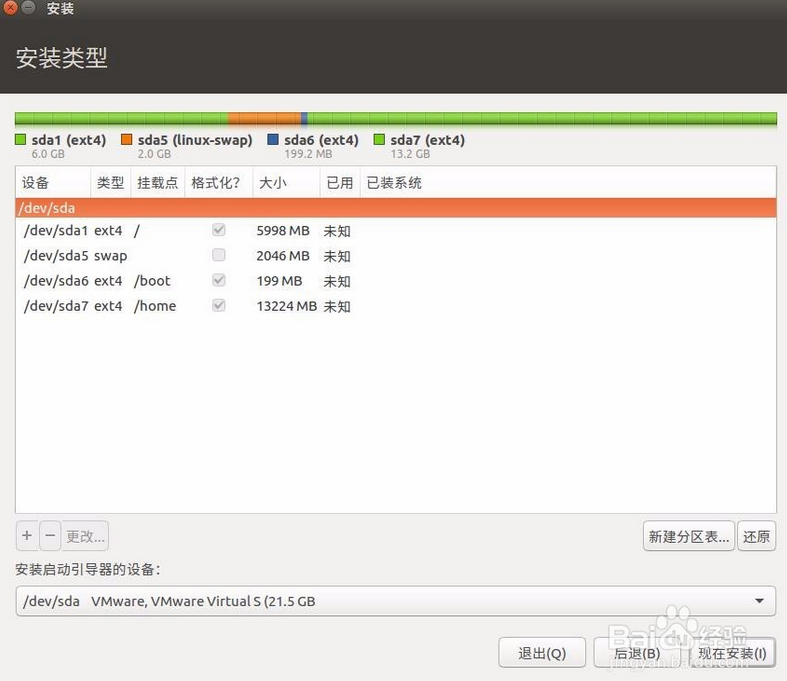 安装
安装类型
sda1 (ext4) sda5 (linux-swap) sda6 (ext4) sda7 (ext4)
6.0 GB 2.0 GB 199.2 MB 13.2 GB
设备 类型 挂载点 格式化? 大小 已用 已装系统
/dev/sda
/dev/sda1 ext4 / 5998 MB 未知
/dev/sda5 swap 2046 MB 未知
/dev/sda6 ext4 /boot 199 MB 未知
/dev/sda7 ext4 /home 13224 MB 未知
+ − 更改... 新建分区表... 还原
安装启动引导器的设备:
/dev/sda VMware, VMware Virtual S (21.5 GB
Baidu 经验
退出(Q) 后退(B) 现在安装(I)
jingyan.baidu.com